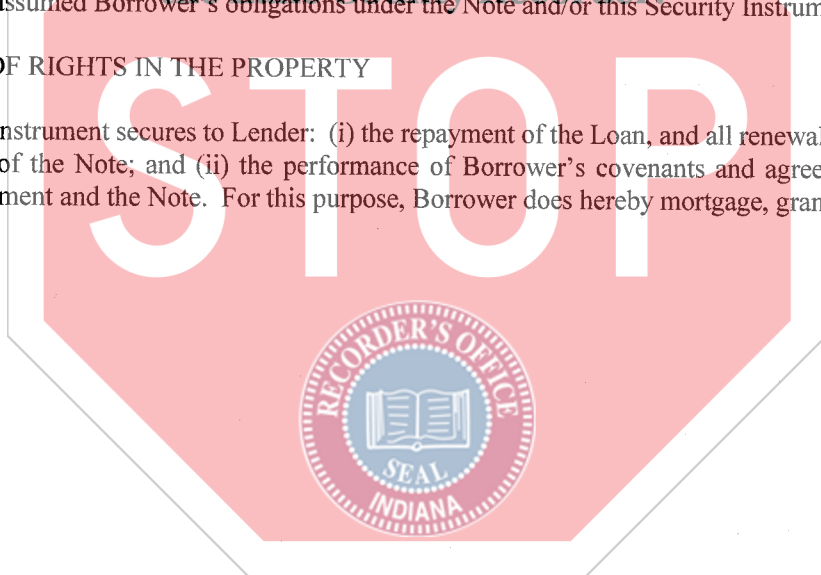 ssumed Borrower's obligations under the Note and/or this Security Instrum
OF RIGHTS IN THE PROPERTY
nstrument secures to Lender: (i) the repayment of the Loan, and all renewal
of the Note; and (ii) the performance of Borrower's covenants and agree
ment and the Note. For this purpose, Borrower does hereby mortgage, gran
STOP
RECORDER'S OFFICE
SEAL
INDIANA